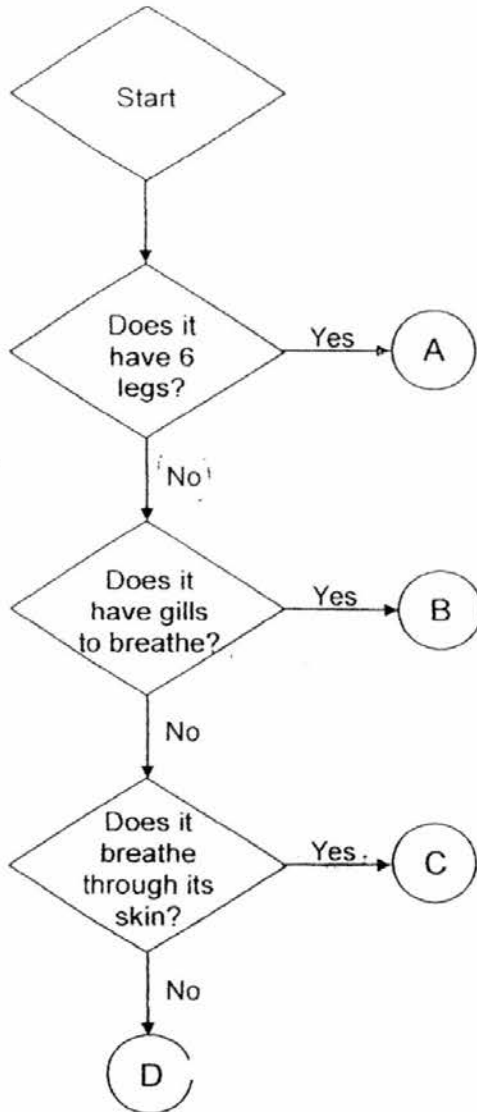 Start
Does it
have 6
legs?
Yes
A
No
Does it
have gills
to breathe?
Yes
B
No
Does it
breathe
through its
skin?
Yes
C
No
D